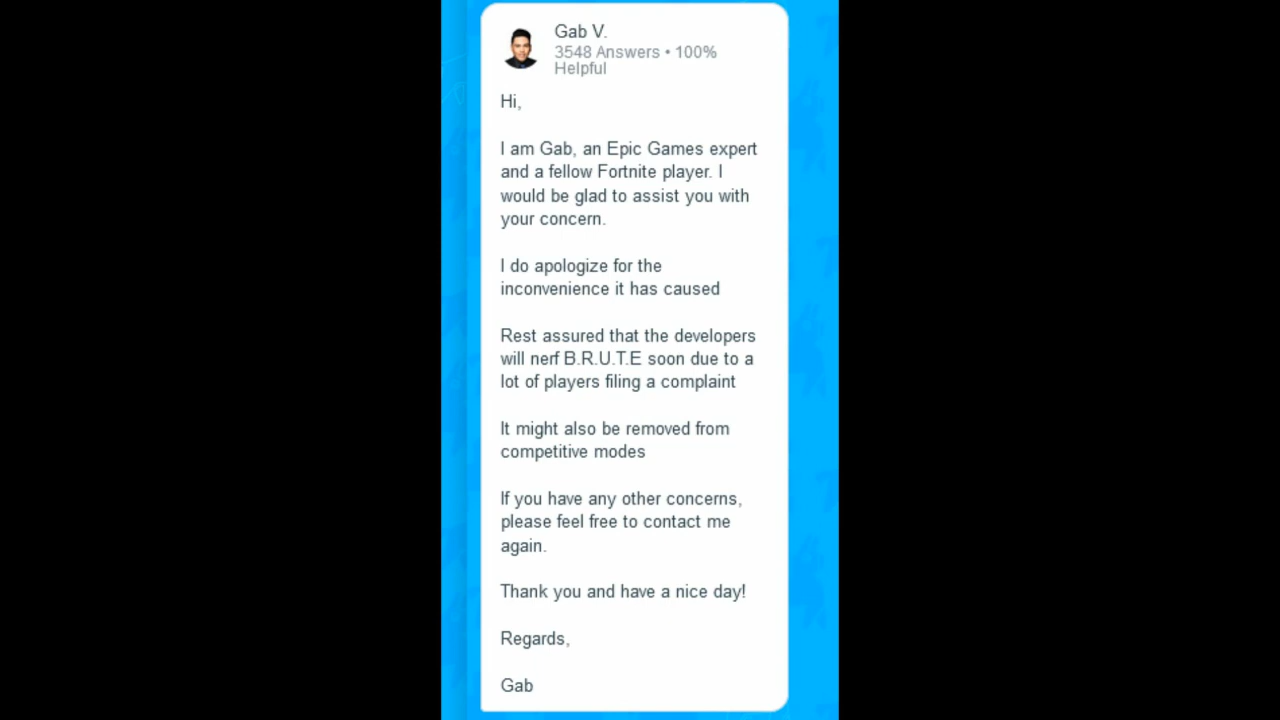 Gab V.
3548 Answers • 100%
Helpful
Hi,
I am Gab, an Epic Games expert
and a fellow Fortnite player. I
would be glad to assist you with
your concern.
I do apologize for the
inconvenience it has caused
Rest assured that the developers
will nerf B.R.U.T.E soon due to a
lot of players filing a complaint
It might also be removed from
competitive modes
If you have any other concerns,
please feel free to contact me
again.
Thank you and have a nice day!
Regards,
Gab